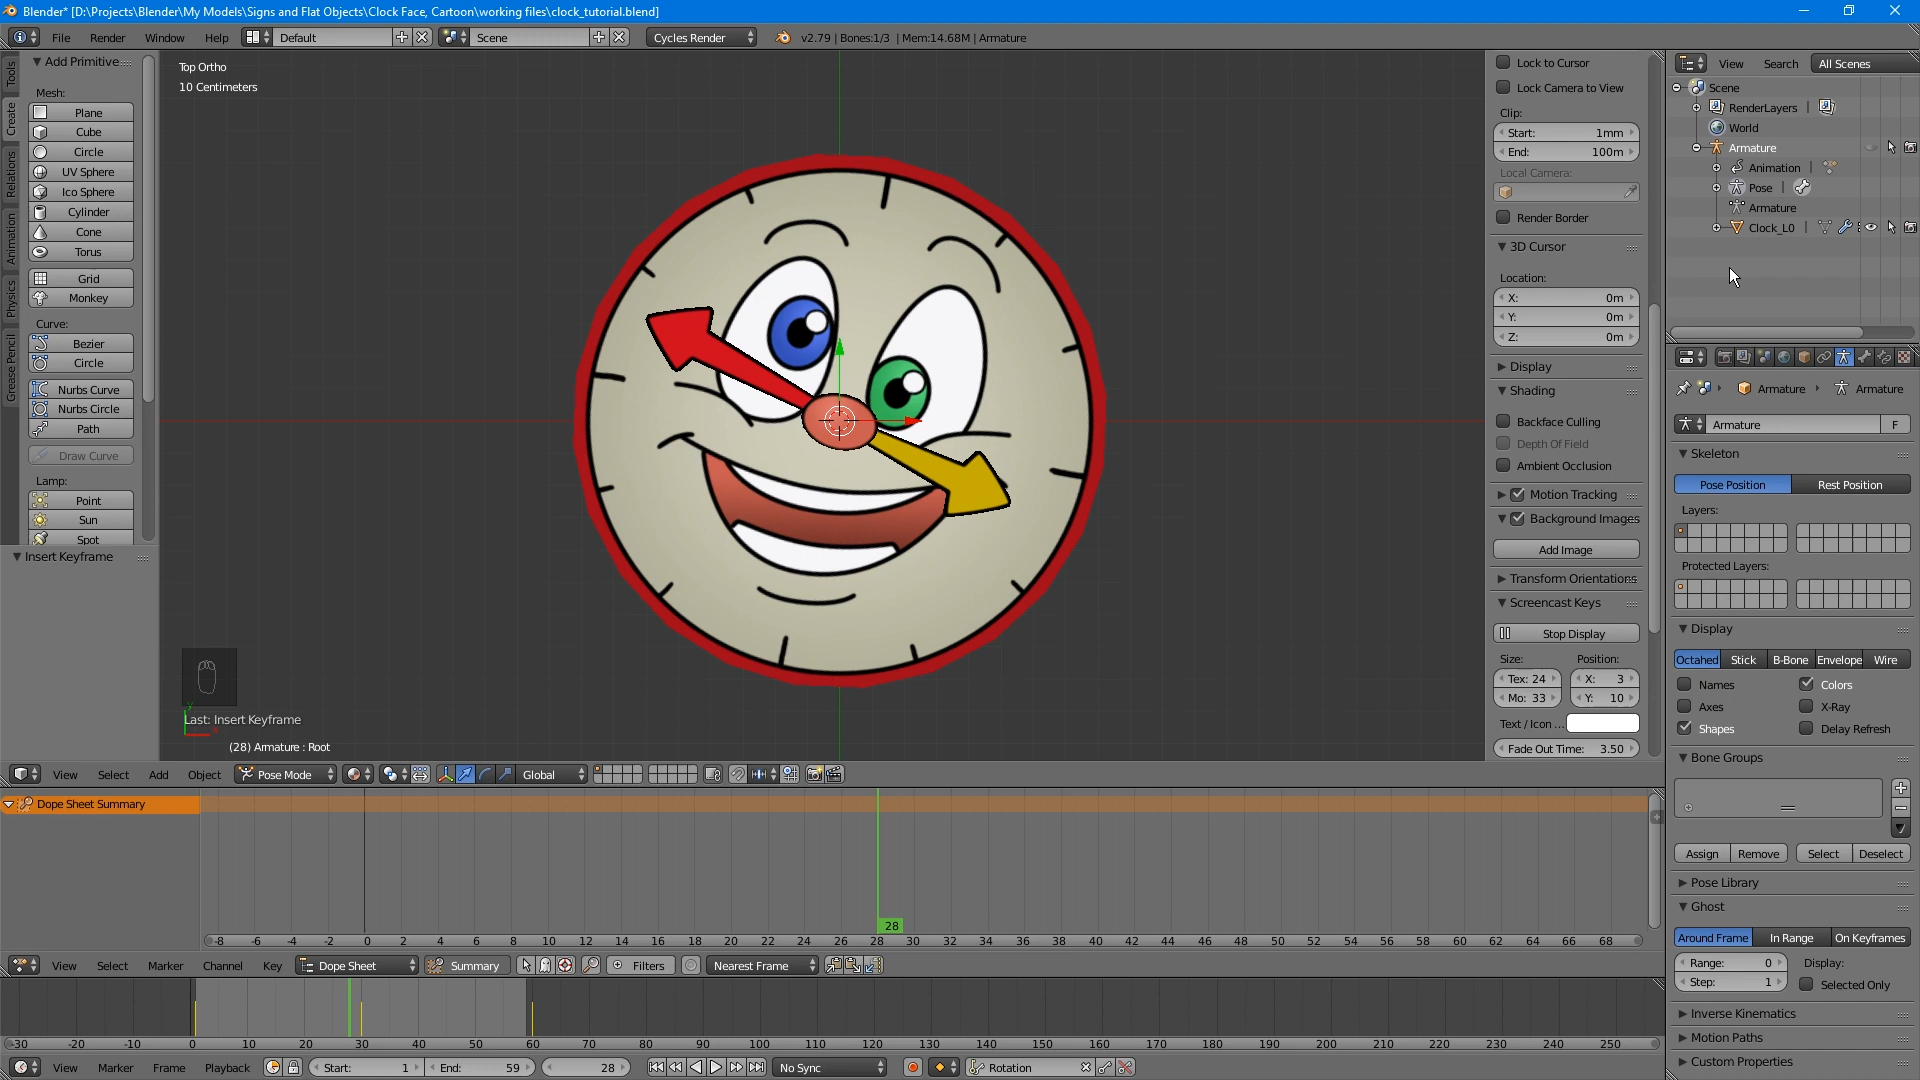 Blender* [D:\Projects\Blender\My Models\Signs and Flat Objects\Clock Face, Cartoon\working files\clock_tutorial.blend]
File Render Window Help Default Scene Cycles Render v2.79 | Bones:1/3 | Mem:14.68M | Armature
Tools
Create
Relations
Animation
Physics
Grease Pencil
Add Primitive
Mesh:
Plane
Cube
Circle
UV Sphere
Ico Sphere
Cylinder
Cone
Torus
Grid
Monkey
Curve:
Bezier
Circle
Nurbs Curve
Nurbs Circle
Path
Draw Curve
Lamp:
Point
Sun
Spot
Insert Keyframe
Top Ortho
10 Centimeters
Last: Insert Keyframe
(28) Armature : Root
View Select Add Object Pose Mode Global
Lock to Cursor
Lock Camera to View
Clip:
Start: 1mm
End: 100m
Local Camera:
Render Border
3D Cursor
Location:
X: 0m
Y: 0m
Z: 0m
Display
Shading
Backface Culling
Depth Of Field
Ambient Occlusion
Motion Tracking
Background Images
Add Image
Transform Orientations
Screencast Keys
Stop Display
Size: Position:
Tex: 24 X: 3
Mo: 33 Y: 10
Text / Icon ...
Fade Out Time: 3.50
View Search All Scenes
Scene
RenderLayers
World
Armature
Animation
Pose
Armature
Clock_L0
Armature Armature
Armature F
Skeleton
Pose Position Rest Position
Layers:
Protected Layers:
Display
Octahed Stick B-Bone Envelope Wire
Names Colors
Axes X-Ray
Shapes Delay Refresh
Bone Groups
Assign Remove Select Deselect
Pose Library
Ghost
Around Frame In Range On Keyframes
Range: 0 Display:
Step: 1 Selected Only
Inverse Kinematics
Motion Paths
Custom Properties
Dope Sheet Summary
28
-8 -6 -4 -2 0 2 4 6 8 10 12 14 16 18 20 22 24 26 28 30 32 34 36 38 40 42 44 46 48 50 52 54 56 58 60 62 64 66 68
View Select Marker Channel Key Dope Sheet Summary Filters Nearest Frame
-30 -20 -10 0 10 20 30 40 50 60 70 80 90 100 110 120 130 140 150 160 170 180 190 200 210 220 230 240 250
View Marker Frame Playback Start: 1 End: 59 28 No Sync Rotation